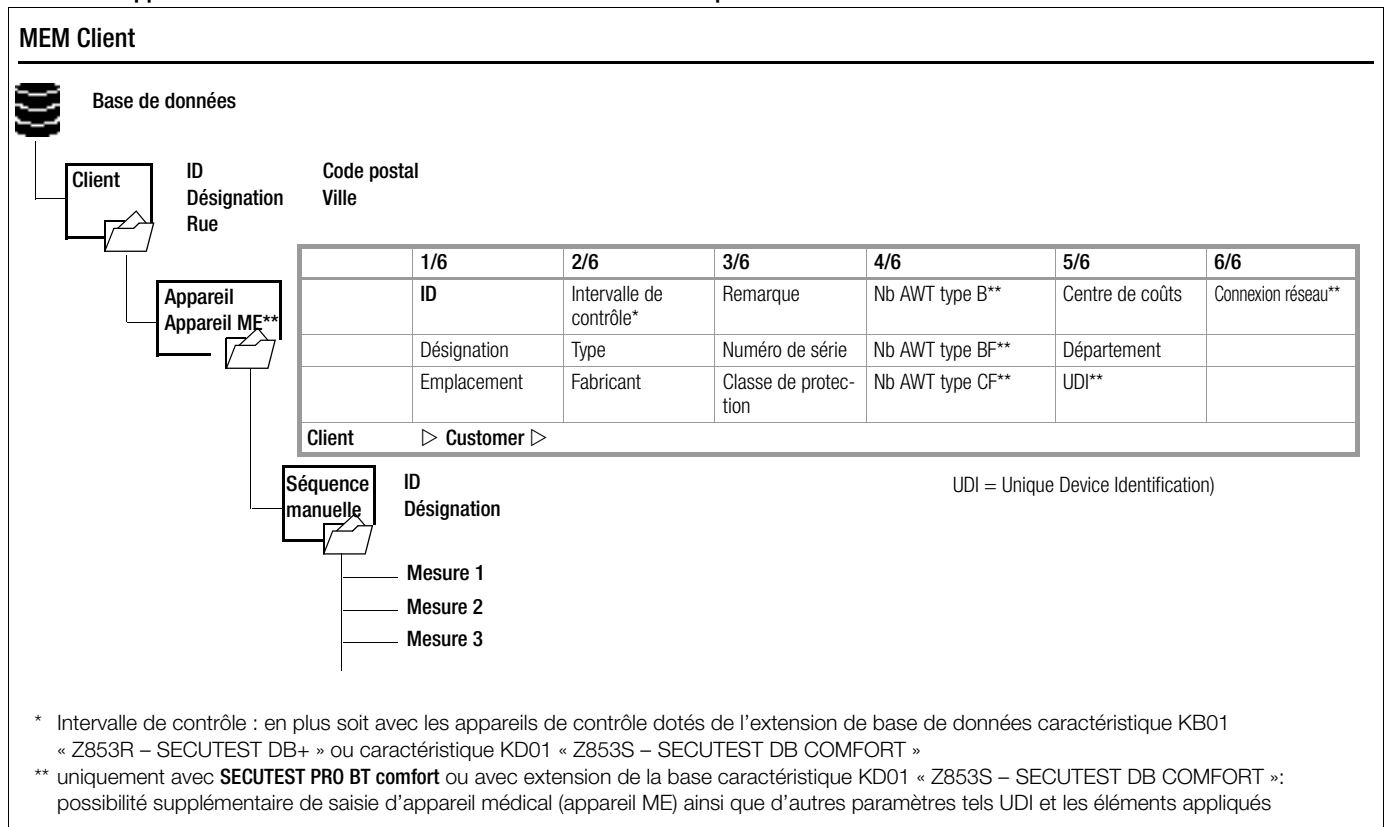 MEM Client
Base de données
Client
ID
Code postal
Désignation
Ville
Rue
1/6 2/6 3/6 4/6 5/6 6/6
Appareil
Appareil ME**
ID Intervalle de contrôle* Remarque Nb AWT type B** Centre de coûts Connexion réseau**
Désignation Type Numéro de série Nb AWT type BF** Département
Emplacement Fabricant Classe de protec-
tion Nb AWT type CF** UDI**
Client ▷ Customer ▷
Séquence
manuelle
ID
Désignation
UDI = Unique Device Identification)
Mesure 1
Mesure 2
Mesure 3
* Intervalle de contrôle : en plus soit avec les appareils de contrôle dotés de l’extension de base de données caractéristique KB01
« Z853R – SECUTEST DB+ » ou caractéristique KD01 « Z853S – SECUTEST DB COMFORT »
** uniquement avec SECUTEST PRO BT comfort ou avec extension de la base caractéristique KD01 « Z853S – SECUTEST DB COMFORT »:
possibilité supplémentaire de saisie d’appareil médical (appareil ME) ainsi que d’autres paramètres tels UDI et les éléments appliqués